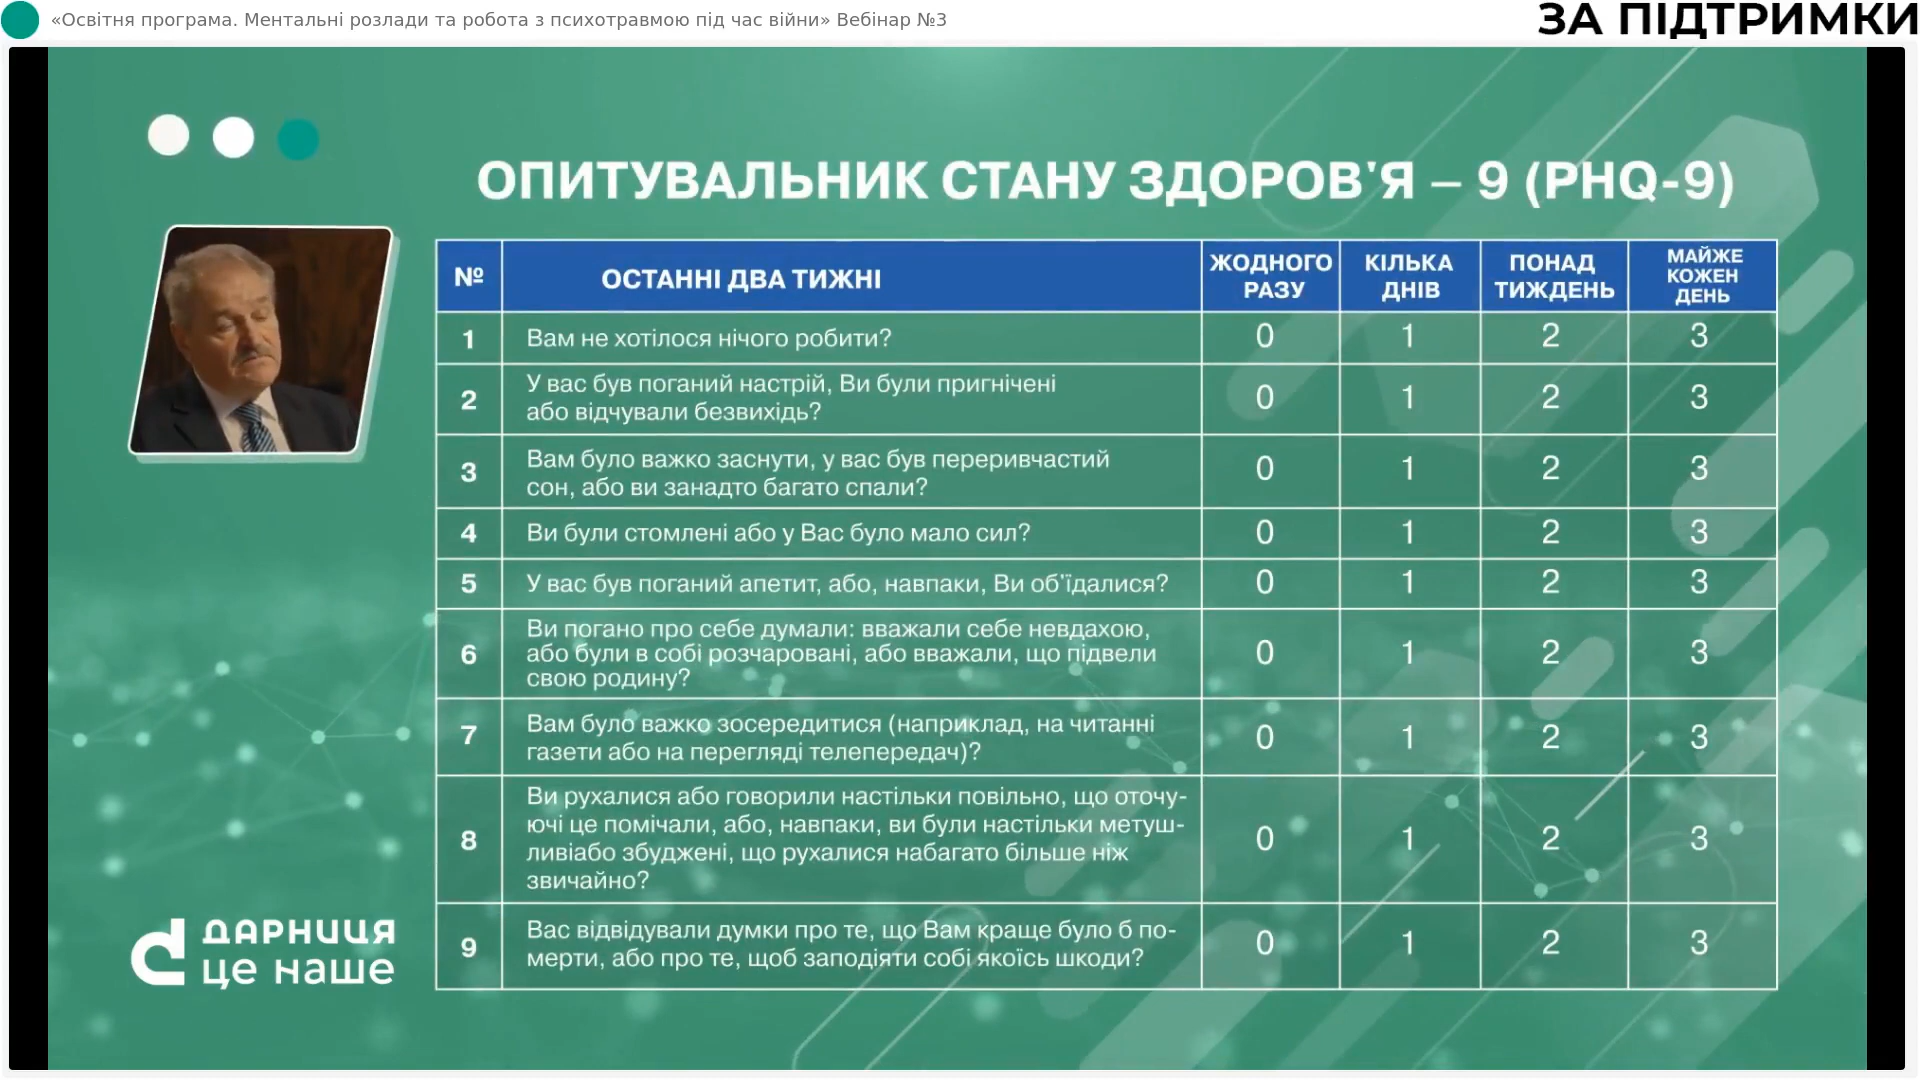 «Освітня програма. Ментальні розлади та робота з психотравмою під час війни» Вебінар №3
ЗА ПІДТРИМКИ
ОПИТУВАЛЬНИК СТАНУ ЗДОРОВ'Я – 9 (PHQ-9)
№ ОСТАННІ ДВА ТИЖНІ ЖОДНОГО РАЗУ КІЛЬКА ДНІВ ПОНАД ТИЖДЕНЬ МАЙЖЕ КОЖЕН ДЕНЬ
1 Вам не хотілося нічого робити? 0 1 2 3
2 У вас був поганий настрій, Ви були пригнічені
або відчували безвихідь? 0 1 2 3
3 Вам було важко заснути, у вас був переривчастий
сон, або ви занадто багато спали? 0 1 2 3
4 Ви були стомлені або у Вас було мало сил? 0 1 2 3
5 У вас був поганий апетит, або, навпаки, Ви об'їдалися? 0 1 2 3
6 Ви погано про себе думали: вважали себе невдахою,
або були в собі розчаровані, або вважали, що підвели
свою родину? 0 1 2 3
7 Вам було важко зосередитися (наприклад, на читанні
газети або на перегляді телепередач)? 0 1 2 3
8 Ви рухалися або говорили настільки повільно, що оточу-
ючі це помічали, або, навпаки, ви були настільки метуш-
ливіабо збуджені, що рухалися набагато більше ніж
звичайно? 0 1 2 3
9 Вас відвідували думки про те, що Вам краще було б по-
мерти, або про те, щоб заподіяти собі якоїсь шкоди? 0 1 2 3
ДАРНИЦЯ
це наше